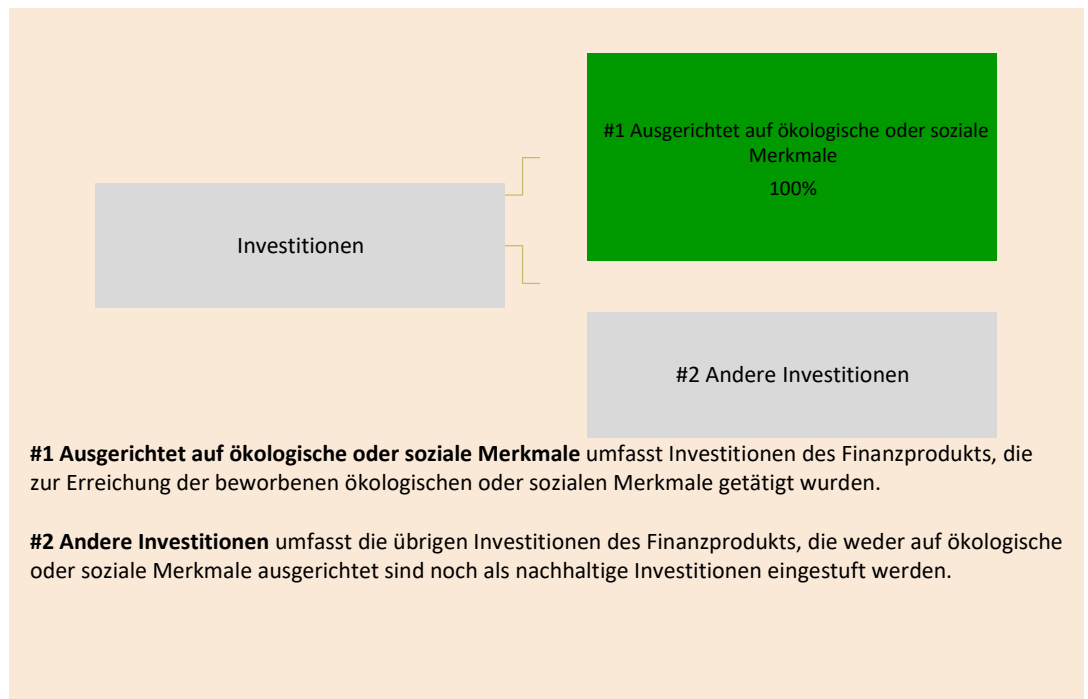 #1 Ausgerichtet auf ökologische oder soziale
Merkmale
100%
Investitionen
#2 Andere Investitionen
#1 Ausgerichtet auf ökologische oder soziale Merkmale umfasst Investitionen des Finanzprodukts, die
zur Erreichung der beworbenen ökologischen oder sozialen Merkmale getätigt wurden.
#2 Andere Investitionen umfasst die übrigen Investitionen des Finanzprodukts, die weder auf ökologische
oder soziale Merkmale ausgerichtet sind noch als nachhaltige Investitionen eingestuft werden.